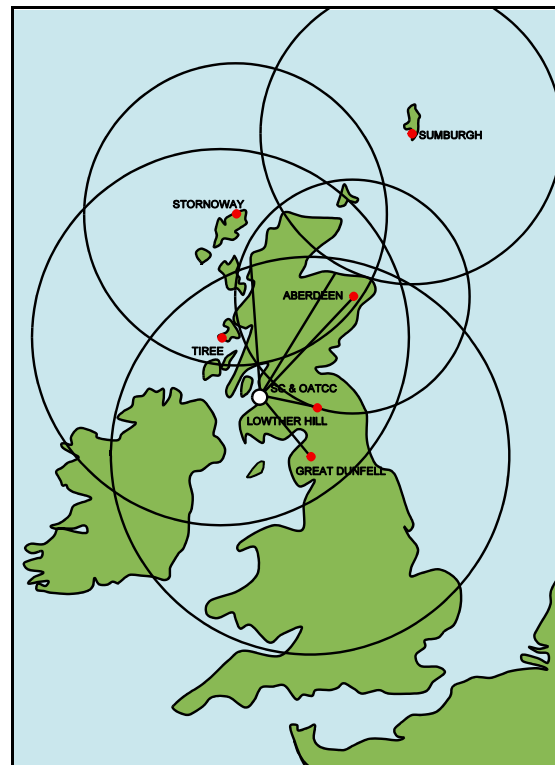 SUMBURGH
STORNOWAY
ABERDEEN
TIREE
SC & OATCC
LOWTHER HILL
GREAT DUNFELL